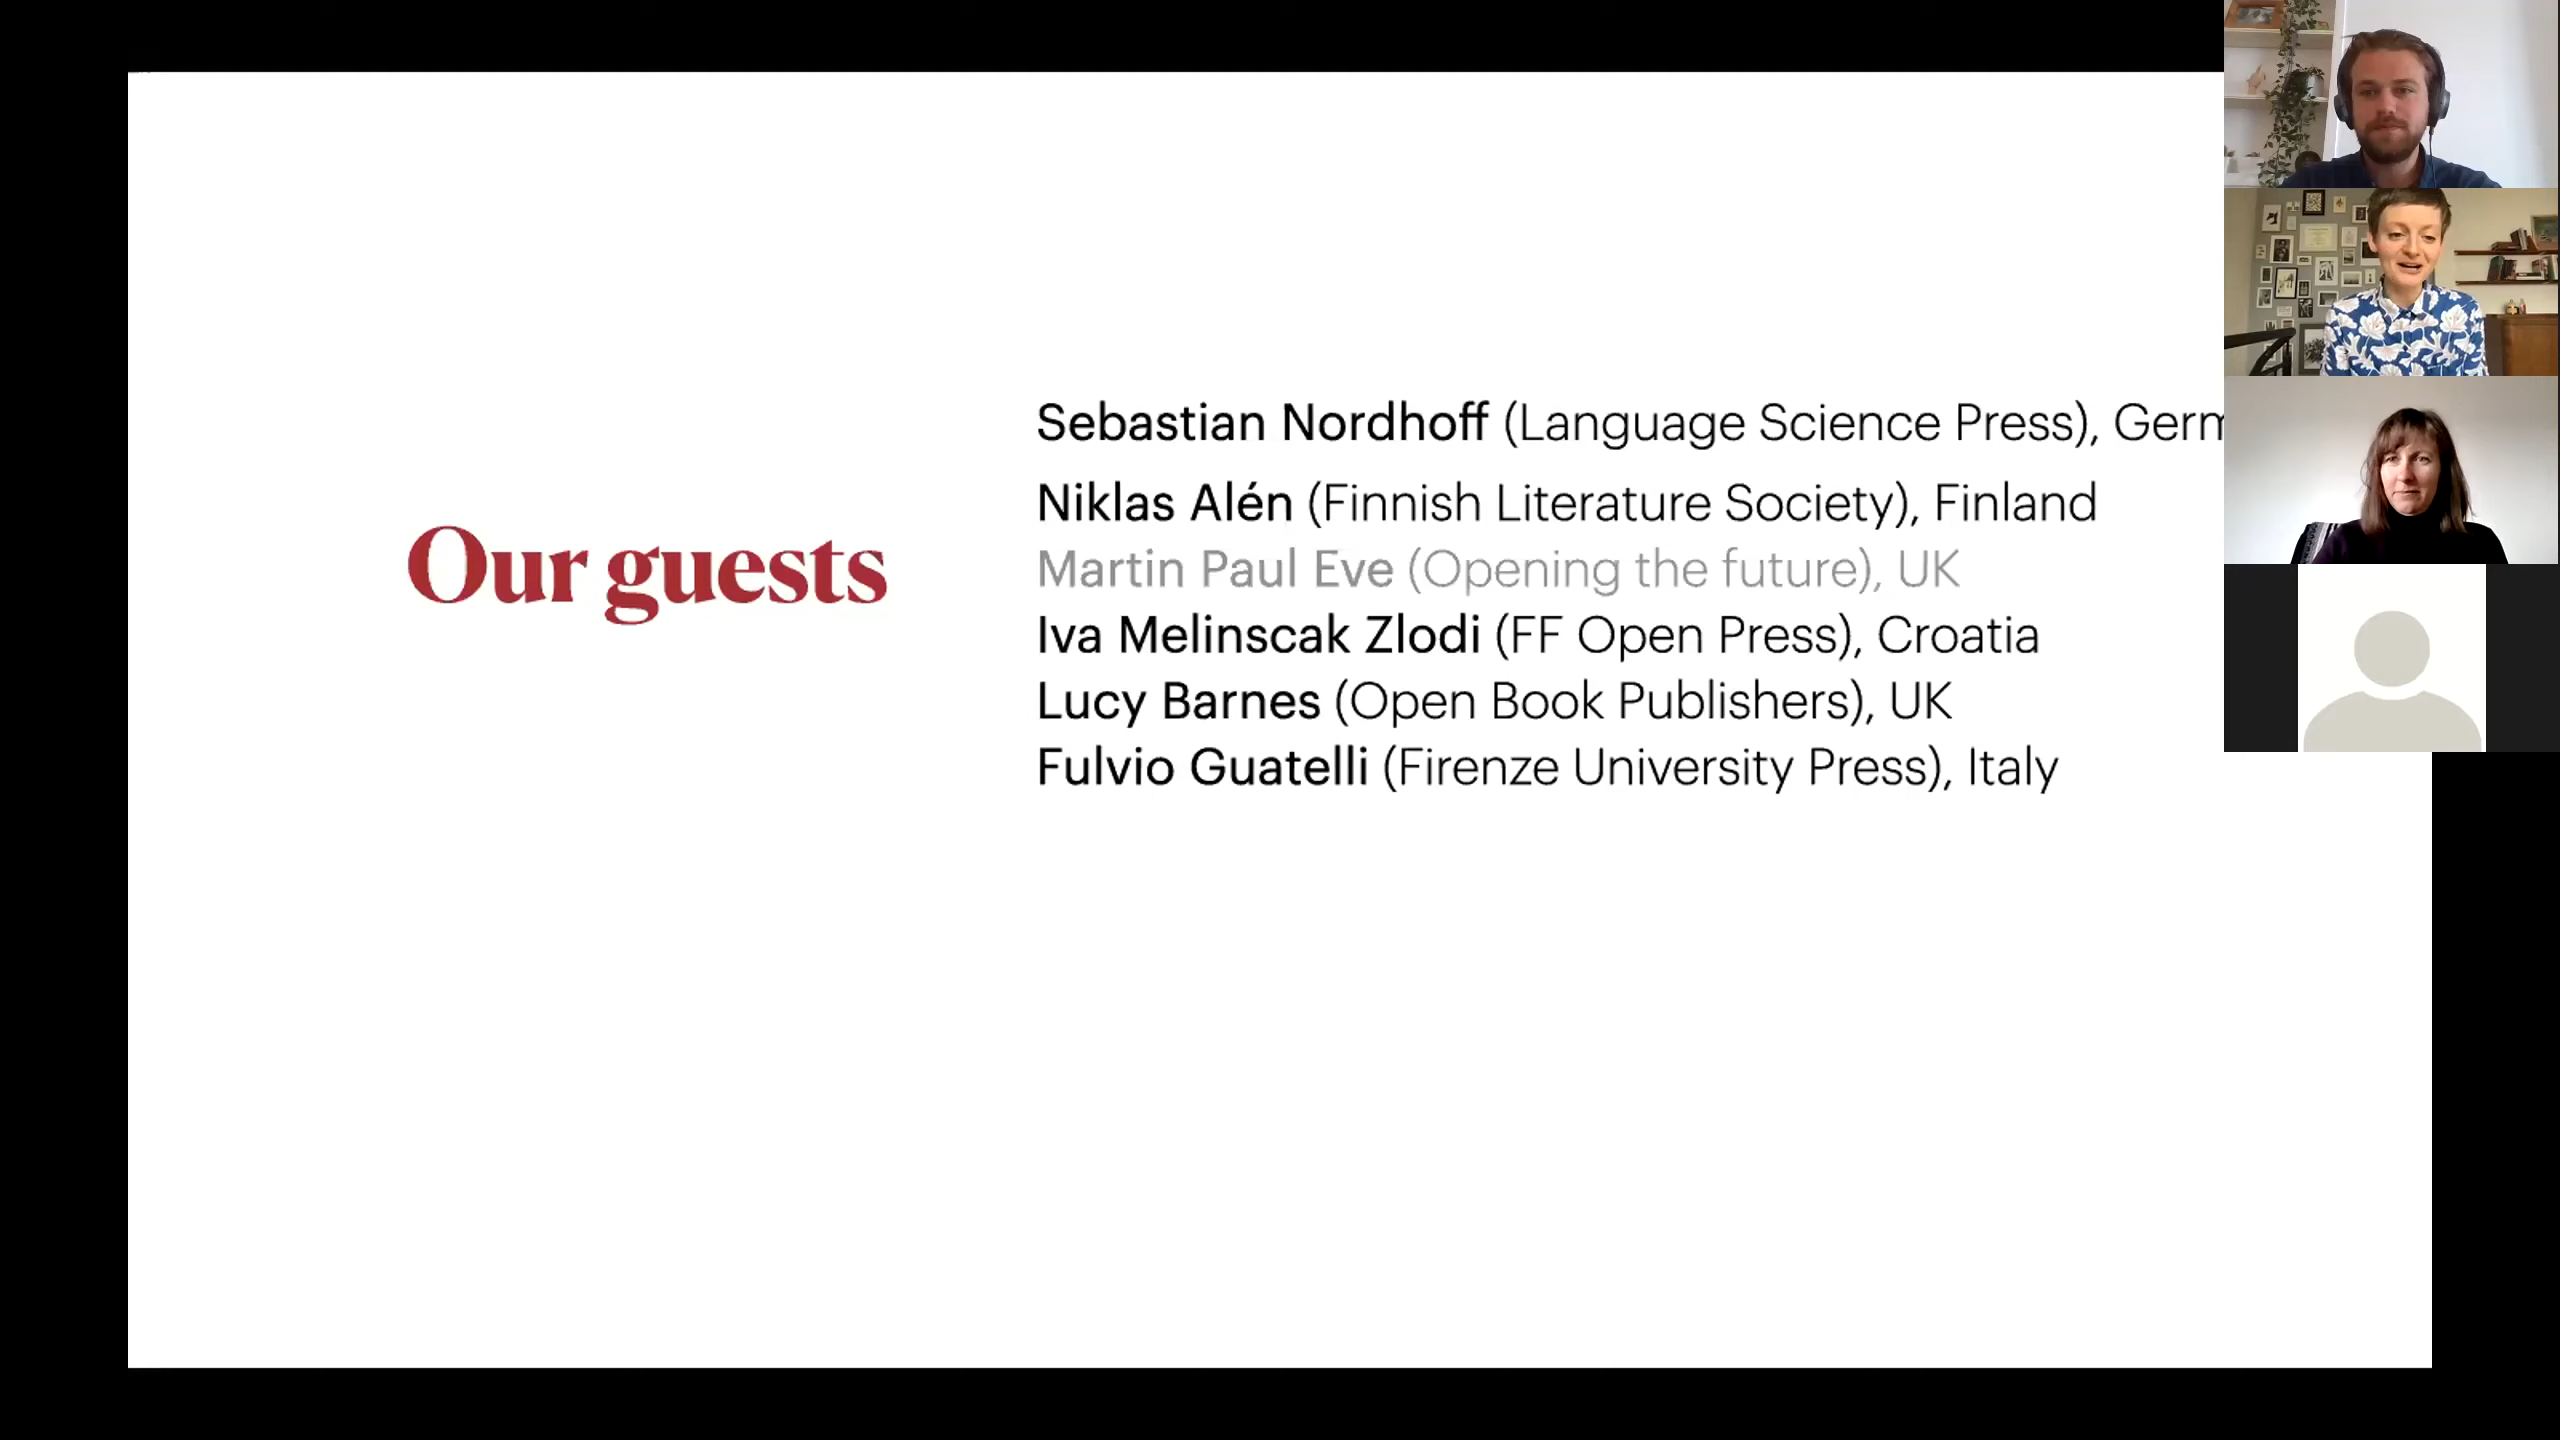 Our guests
Sebastian Nordhoff (Language Science Press), Germ
Niklas Alén (Finnish Literature Society), Finland
Martin Paul Eve (Opening the future), UK
Iva Melinscak Zlodi (FF Open Press), Croatia
Lucy Barnes (Open Book Publishers), UK
Fulvio Guatelli (Firenze University Press), Italy